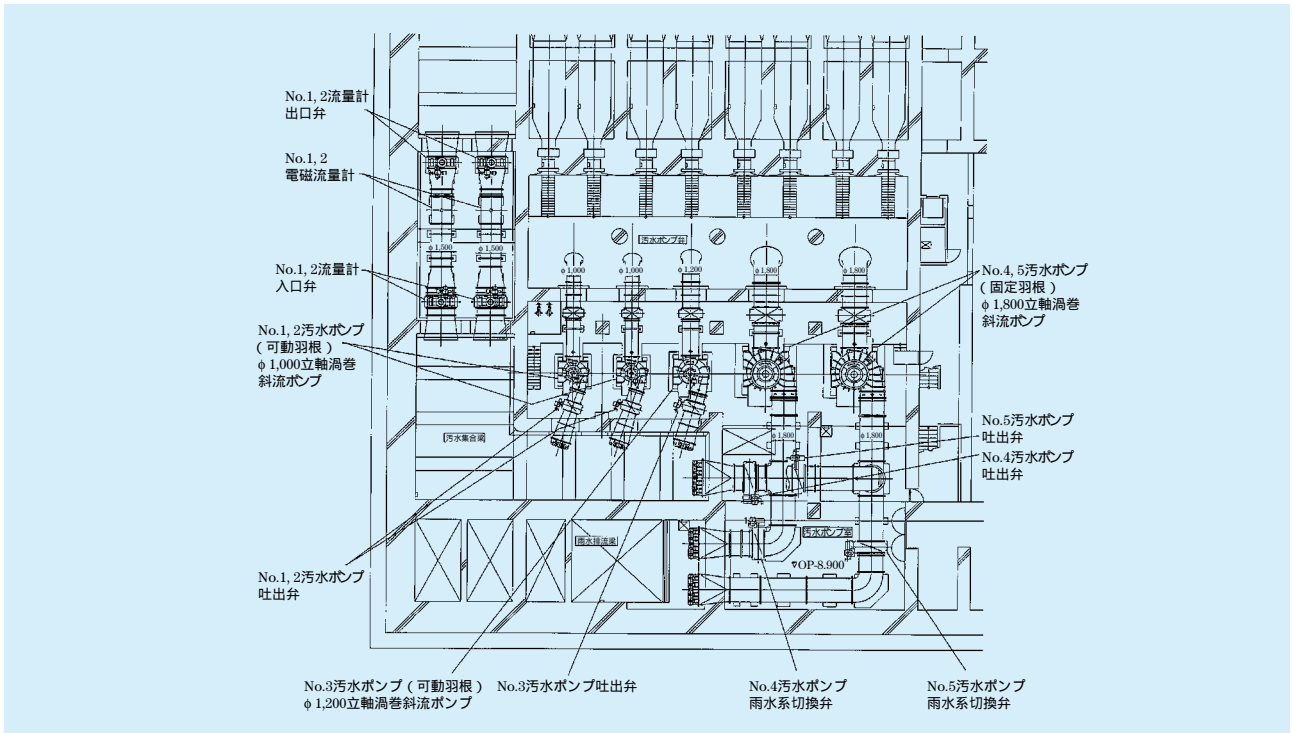 No.1, 2流量計
出口弁
No.1, 2
電磁流量計
φ1,500
φ1,500
No.1, 2流量計
入口弁
No.1, 2汚水ポンプ
(可動羽根)
φ1,000立軸渦巻
斜流ポンプ
汚水ポンプ井
φ1,000
φ1,000
φ1,200
φ1,800
φ1,800
No.4, 5汚水ポンプ
(固定羽根)
φ1,800立軸渦巻
斜流ポンプ
φ1,800
φ1,800
No.5汚水ポンプ
吐出弁
No.4汚水ポンプ
吐出弁
No.1, 2汚水ポンプ
吐出弁
汚水ポンプ室
▽OP-8.900
No.3汚水ポンプ(可動羽根)
φ1,200立軸渦巻斜流ポンプ
No.3汚水ポンプ吐出弁
No.4汚水ポンプ
雨水系切換弁
No.5汚水ポンプ
雨水系切換弁